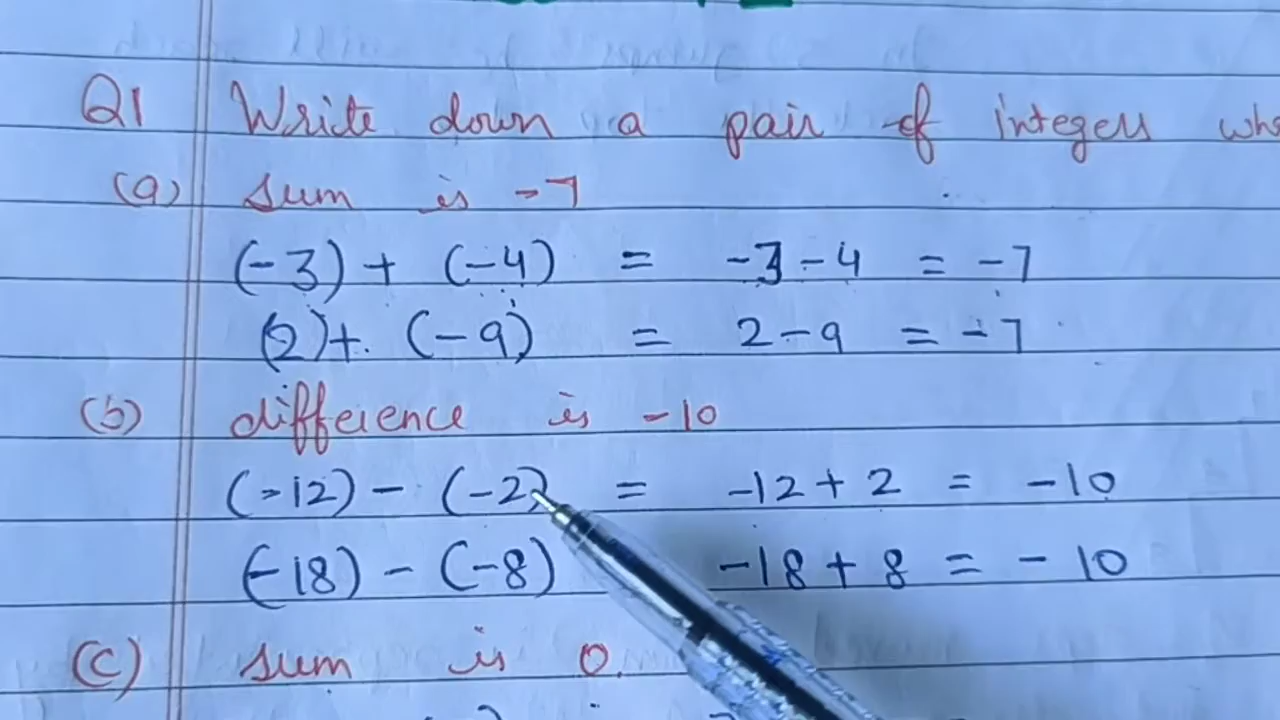 Q1 Write down a pair of integers
(a) sum is -7
(-3) + (-4) = -3-4 = -7
(2) + (-9) = 2-9 = -7
(b) difference is -10
(-12) - (-2) = -12+2 = -10
(-18) - (-8) -18+8 = -10
(c) sum is 0.